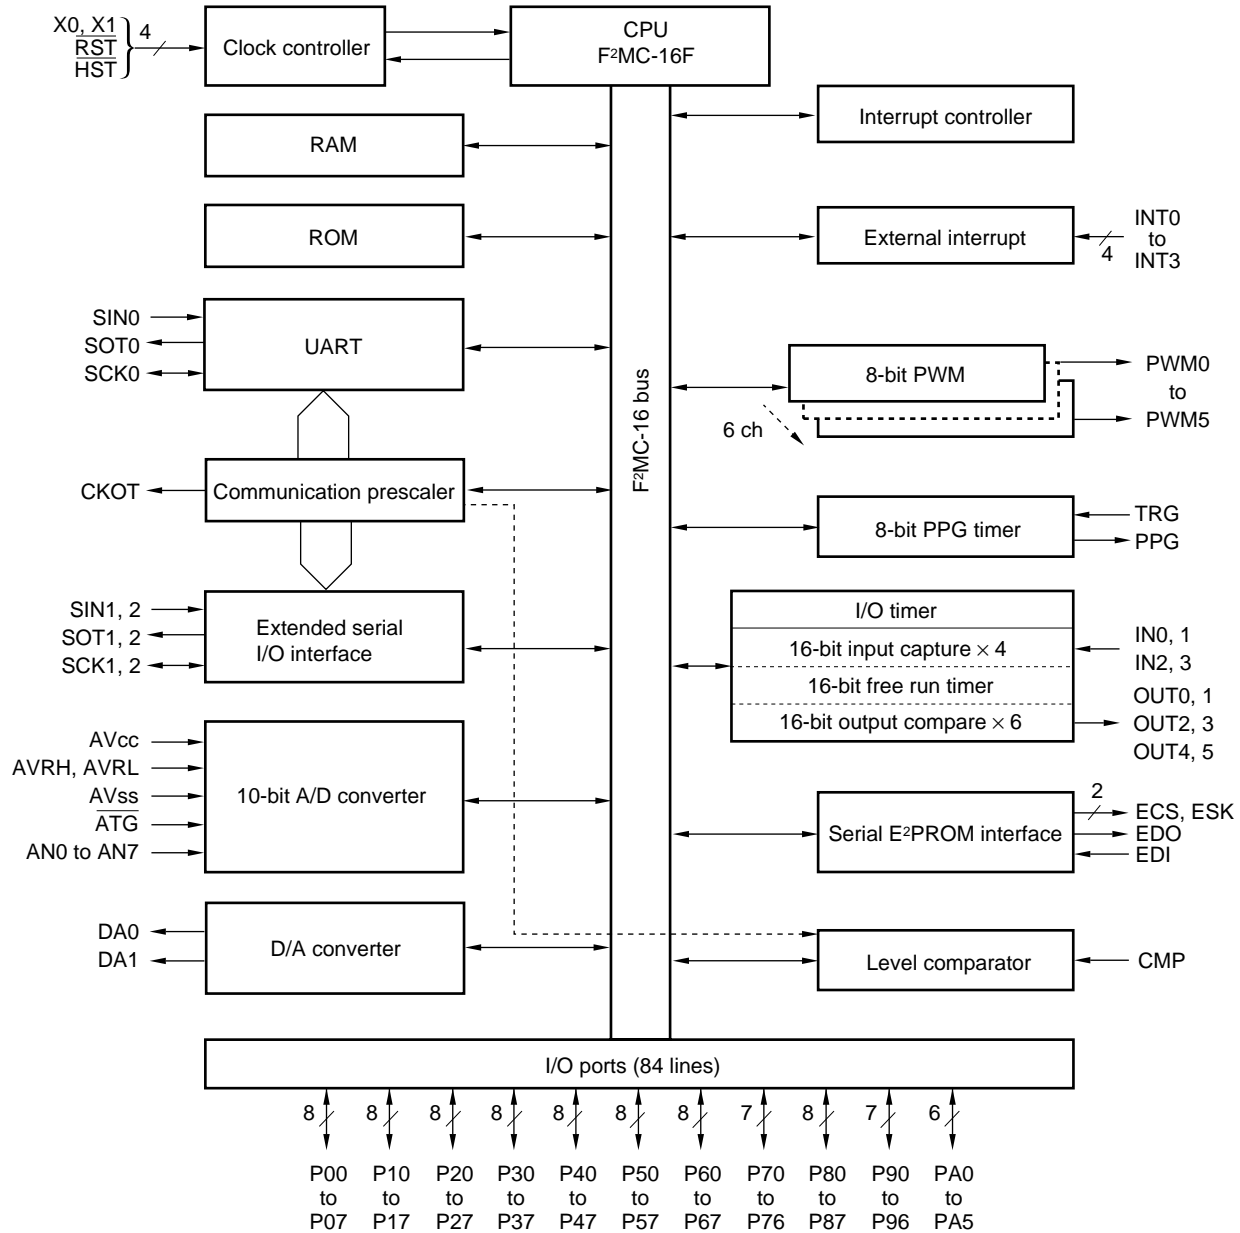 X0, X1
RST
HST
4
Clock controller
CPU
F²MC-16F
Interrupt controller
RAM
ROM
External interrupt
4
INT0
to
INT3
SIN0
SOT0
SCK0
UART
F²MC-16 bus
8-bit PWM
6 ch
PWM0
to
PWM5
CKOT
Communication prescaler
8-bit PPG timer
TRG
PPG
SIN1, 2
SOT1, 2
SCK1, 2
Extended serial
I/O interface
I/O timer
16-bit input capture × 4
16-bit free run timer
16-bit output compare × 6
IN0, 1
IN2, 3
OUT0, 1
OUT2, 3
OUT4, 5
AVcc
AVRH, AVRL
AVss
ATG
AN0 to AN7
10-bit A/D converter
Serial E²PROM interface
2
ECS, ESK
EDO
EDI
DA0
DA1
D/A converter
Level comparator
CMP
I/O ports (84 lines)
8 8 8 8 8 8 8 7 8 7 6
P00 P10 P20 P30 P40 P50 P60 P70 P80 P90 PA0
to to to to to to to to to to to
P07 P17 P27 P37 P47 P57 P67 P76 P87 P96 PA5